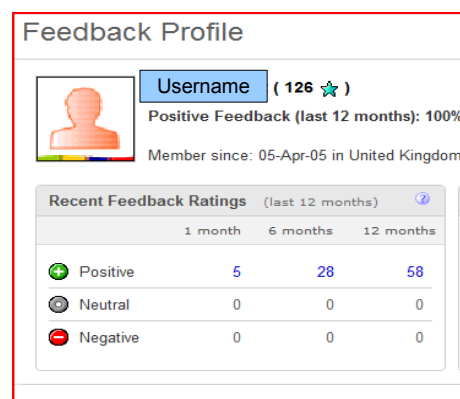 Feedback Profile
Username ( 126 )
Positive Feedback (last 12 months): 100%
Member since: 05-Apr-05 in United Kingdom
Recent Feedback Ratings (last 12 months) ?
1 month 6 months 12 months
Positive 5 28 58
Neutral 0 0 0
Negative 0 0 0